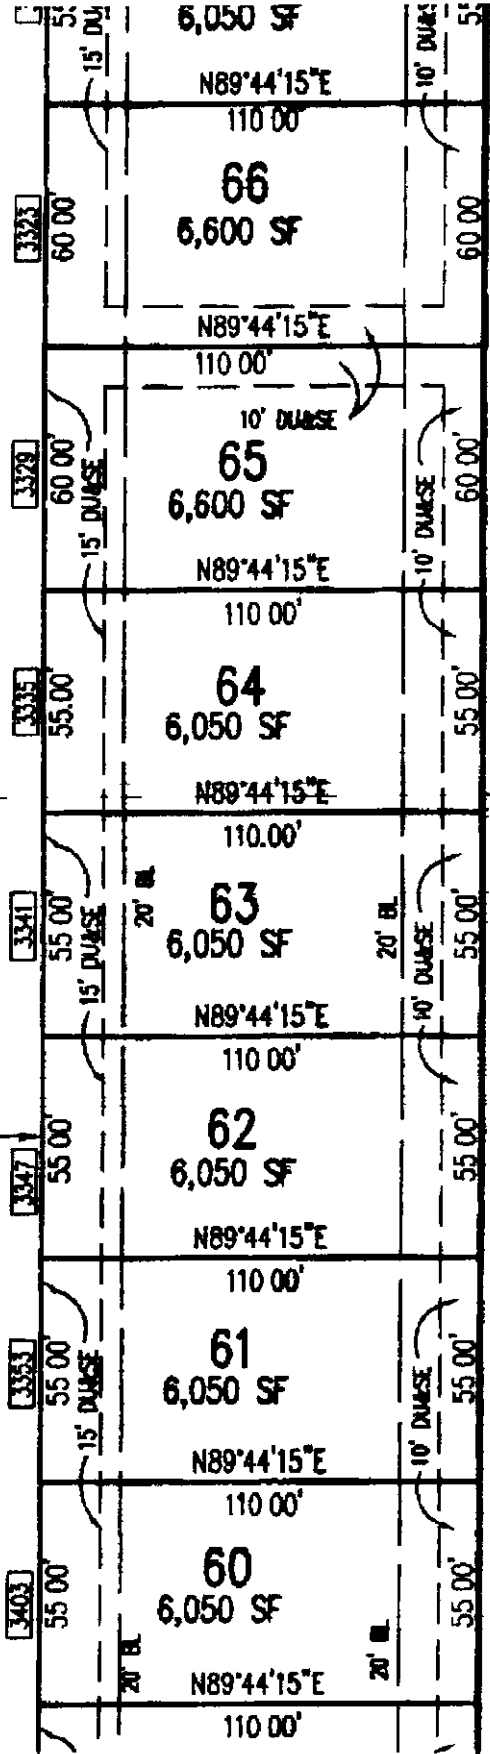 6,050 SF
15' DU
10' DU&SE
N89°44'15"E
110 00'
66
6,600 SF
3323
60 00'
60 00'
N89°44'15"E
110 00'
10' DU&SE
65
6,600 SF
3329
60 00'
15' DU&SE
10' DU&SE
60 00'
N89°44'15"E
110 00'
64
6,050 SF
3335
55.00'
55 00'
N89°44'15"E
110.00'
63
6,050 SF
3341
55 00'
15' DU&SE
20' BL
20' BL
10' DU&SE
55 00'
N89°44'15"E
110 00'
62
6,050 SF
3347
55 00'
55 00'
N89°44'15"E
110 00'
61
6,050 SF
3353
55 00'
15' DU&SE
10' DU&SE
55 00'
N89°44'15"E
110 00'
60
6,050 SF
3403
55 00'
20' BL
20' BL
55 00'
N89°44'15"E
110 00'